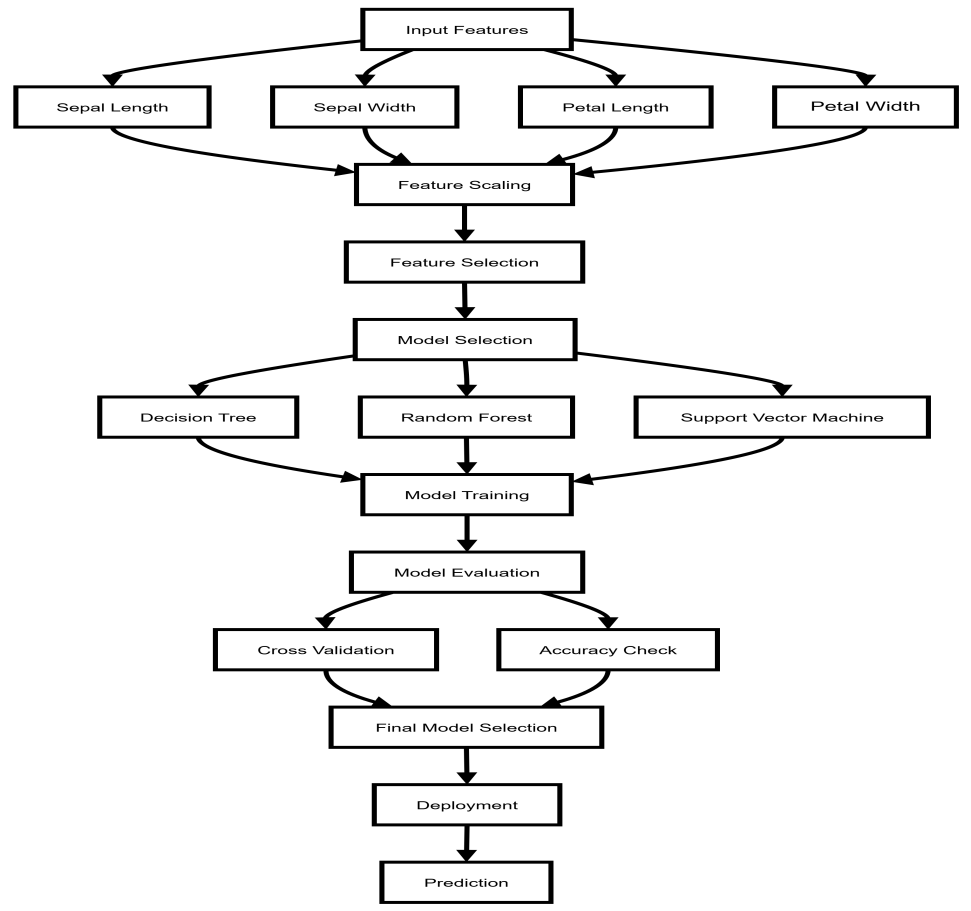 Input Features
Sepal Length
Sepal Width
Petal Length
Petal Width
Feature Scaling
Feature Selection
Model Selection
Decision Tree
Random Forest
Support Vector Machine
Model Training
Model Evaluation
Cross Validation
Accuracy Check
Final Model Selection
Deployment
Prediction